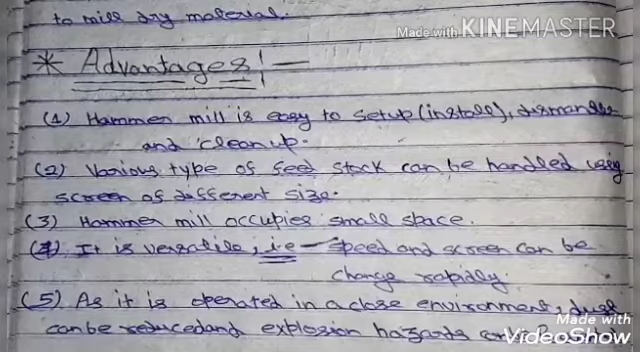 to mill dry material.
Made with KINEMASTER
* Advantages:-
(1) Hammer mill is easy to setup (install), dismantle
and clean up.
(2) Various type of feed stock can be handled using
screen of different size.
(3) Hammer mill occupies small space.
(4) It is versatile, i.e - speed and screen can be
change rapidly.
(5) As it is operated in a close environment, dust
can be reduced and explosion hazards
Made with
VideoShow